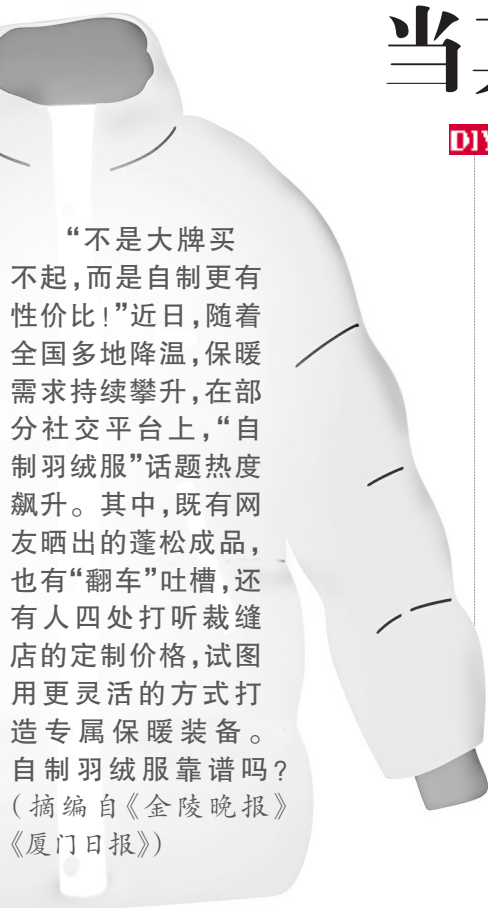 当
DIY
“不是大牌买
不起，而是自制更有
性价比！”近日，随着
全国多地降温，保暖
需求持续攀升，在部
分社交平台上，“自
制羽绒服”话题热度
飙升。其中，既有网
友晒出的蓬松成品，
也有“翻车”吐槽，还
有人四处打听裁缝
店的定制价格，试图
用更灵活的方式打
造专属保暖装备。
自制羽绒服靠谱吗？
（摘编自《金陵晚报》
《厦门日报》）